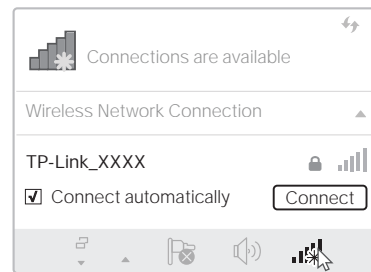 Connections are available
Wireless Network Connection
TP-Link_XXXX
Connect automatically
Connect